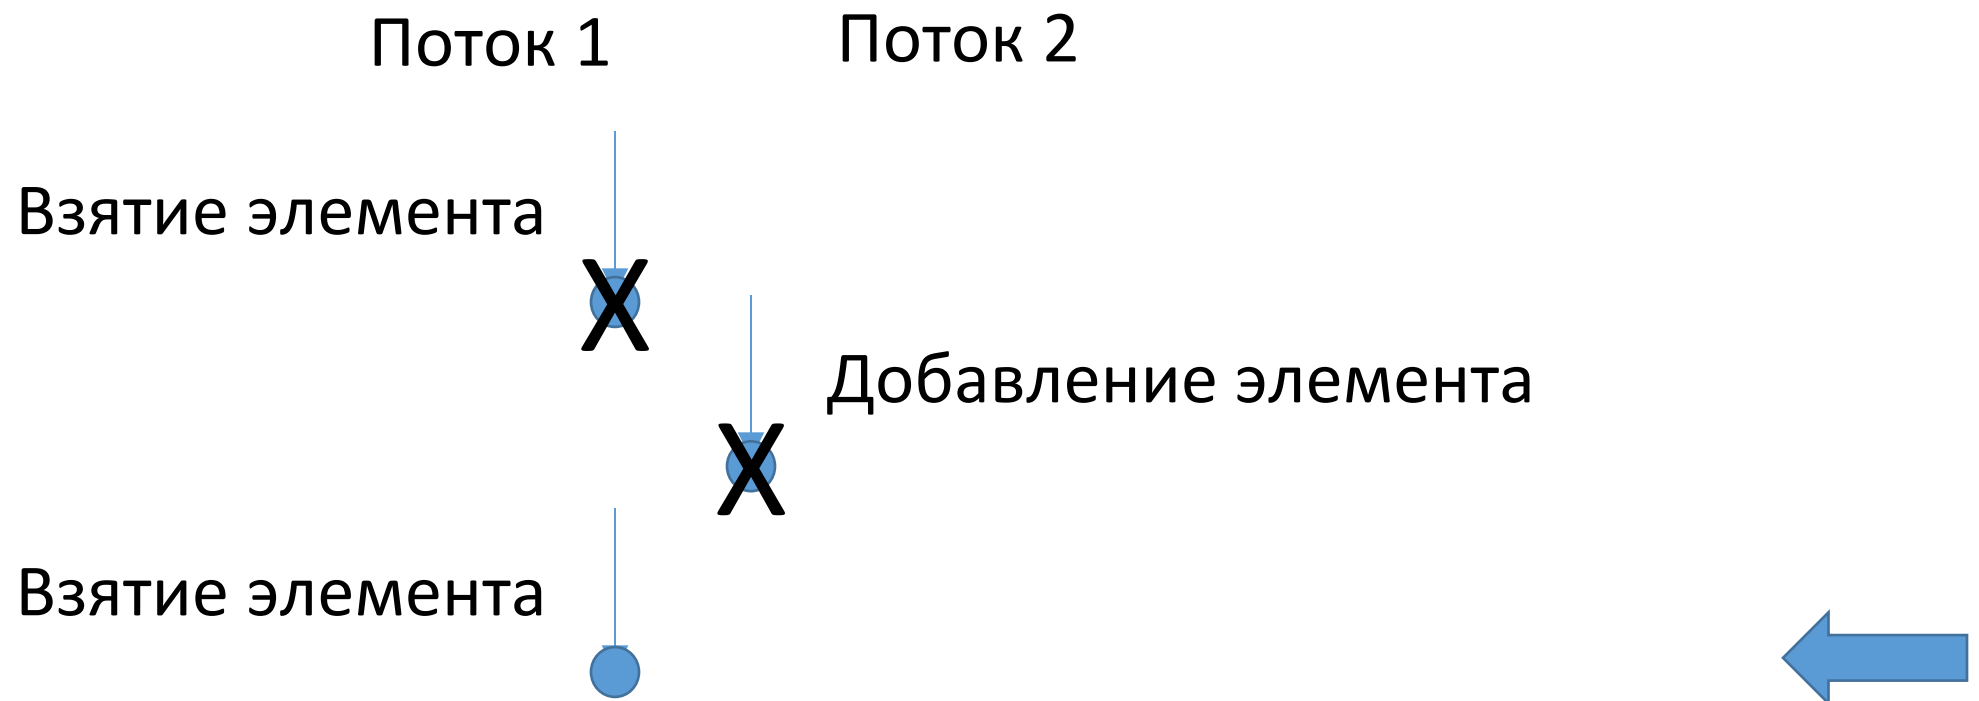 Поток 1
Поток 2
Взятие элемента
X
Добавление элемента
X
Взятие элемента